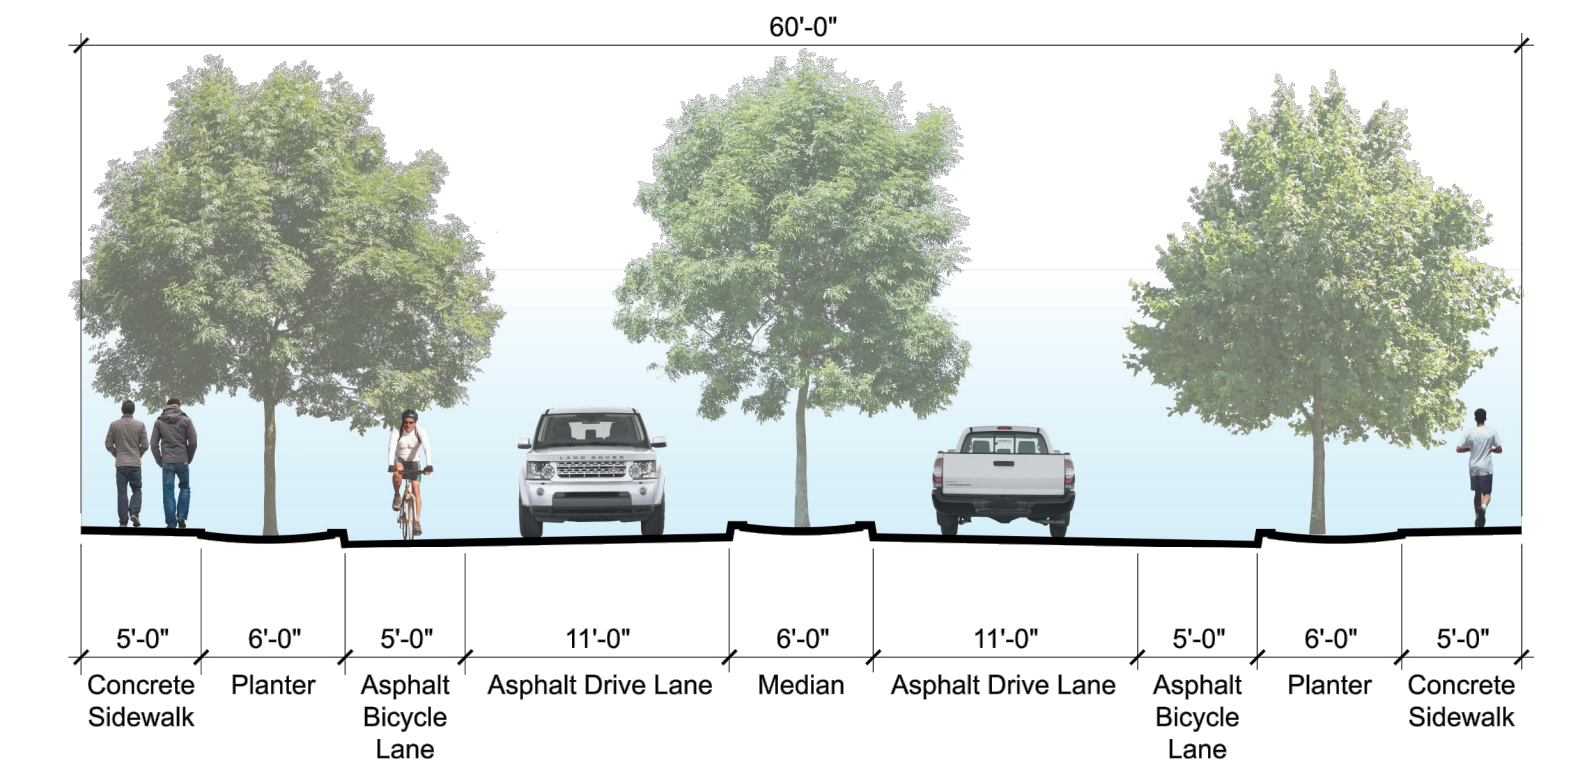 60'-0"
LAND ROVER
5'-0" 6'-0" 5'-0" 11'-0" 6'-0" 11'-0" 5'-0" 6'-0" 5'-0"
Concrete Planter Asphalt Asphalt Drive Lane Median Asphalt Drive Lane Asphalt Planter Concrete
Sidewalk Bicycle Bicycle Sidewalk
Lane Lane